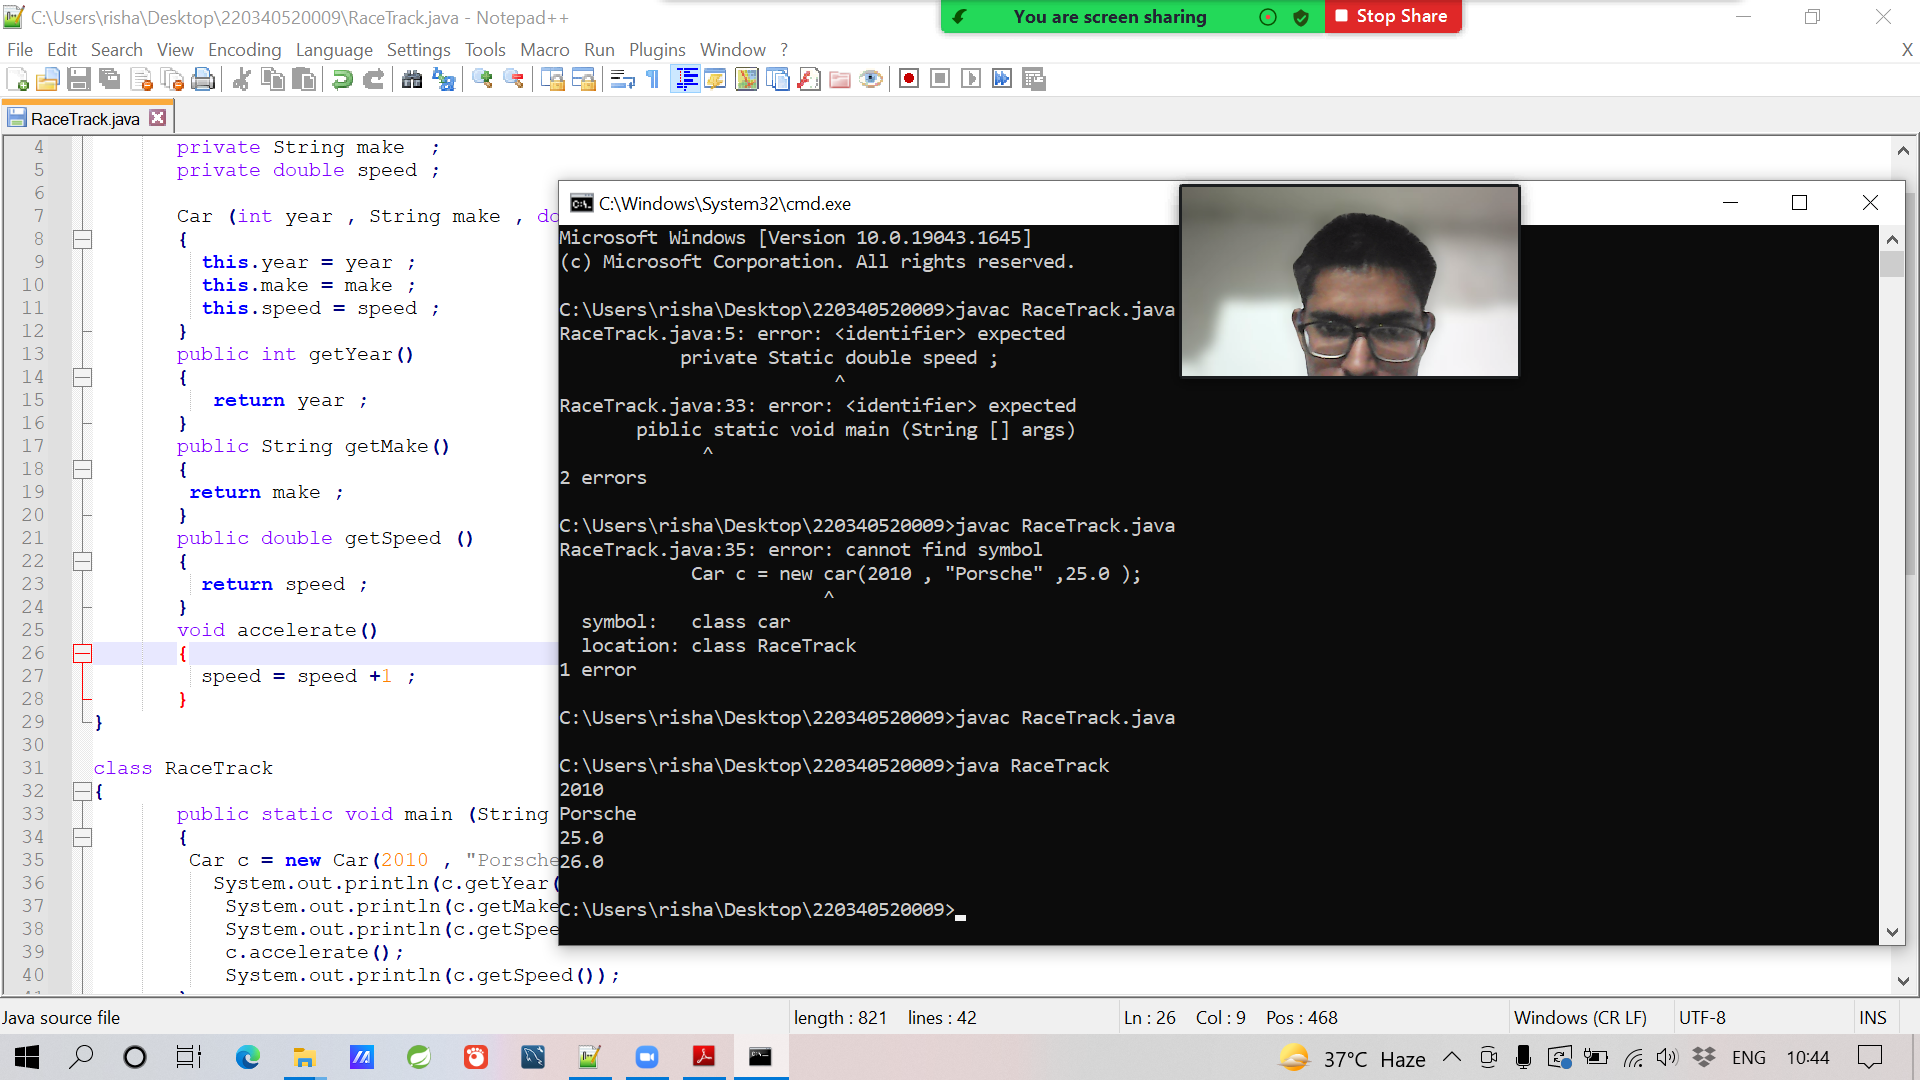 C:\Users\risha\Desktop\220340520009\RaceTrack.java - Notepad++
You are screen sharing
Stop Share
File Edit Search View Encoding Language Settings Tools Macro Run Plugins Window ?
X
RaceTrack.java
4 private String make ;
5 private double speed ;
6
7 Car (int year , String make , do
8 {
9 this.year = year ;
10 this.make = make ;
11 this.speed = speed ;
12 }
13 public int getYear()
14 {
15 return year ;
16 }
17 public String getMake()
18 {
19 return make ;
20 }
21 public double getSpeed ()
22 {
23 return speed ;
24 }
25 void accelerate()
26 {
27 speed = speed +1 ;
28 }
29 }
30
31 class RaceTrack
32 {
33 public static void main (String
34 {
35 Car c = new Car(2010 , "Porsche
36 System.out.println(c.getYear(
37 System.out.println(c.getMake
38 System.out.println(c.getSpee
39 c.accelerate();
40 System.out.println(c.getSpeed());
C:\Windows\System32\cmd.exe
Microsoft Windows [Version 10.0.19043.1645]
(c) Microsoft Corporation. All rights reserved.
C:\Users\risha\Desktop\220340520009>javac RaceTrack.java
RaceTrack.java:5: error: <identifier> expected
private Static double speed ;
^
RaceTrack.java:33: error: <identifier> expected
piblic static void main (String [] args)
^
2 errors
C:\Users\risha\Desktop\220340520009>javac RaceTrack.java
RaceTrack.java:35: error: cannot find symbol
Car c = new car(2010 , "Porsche" ,25.0 );
^
symbol: class car
location: class RaceTrack
1 error
C:\Users\risha\Desktop\220340520009>javac RaceTrack.java
C:\Users\risha\Desktop\220340520009>java RaceTrack
2010
Porsche
25.0
26.0
C:\Users\risha\Desktop\220340520009>
Java source file length : 821 lines : 42 Ln : 26 Col : 9 Pos : 468 Windows (CR LF) UTF-8 INS
37°C Haze ENG 10:44